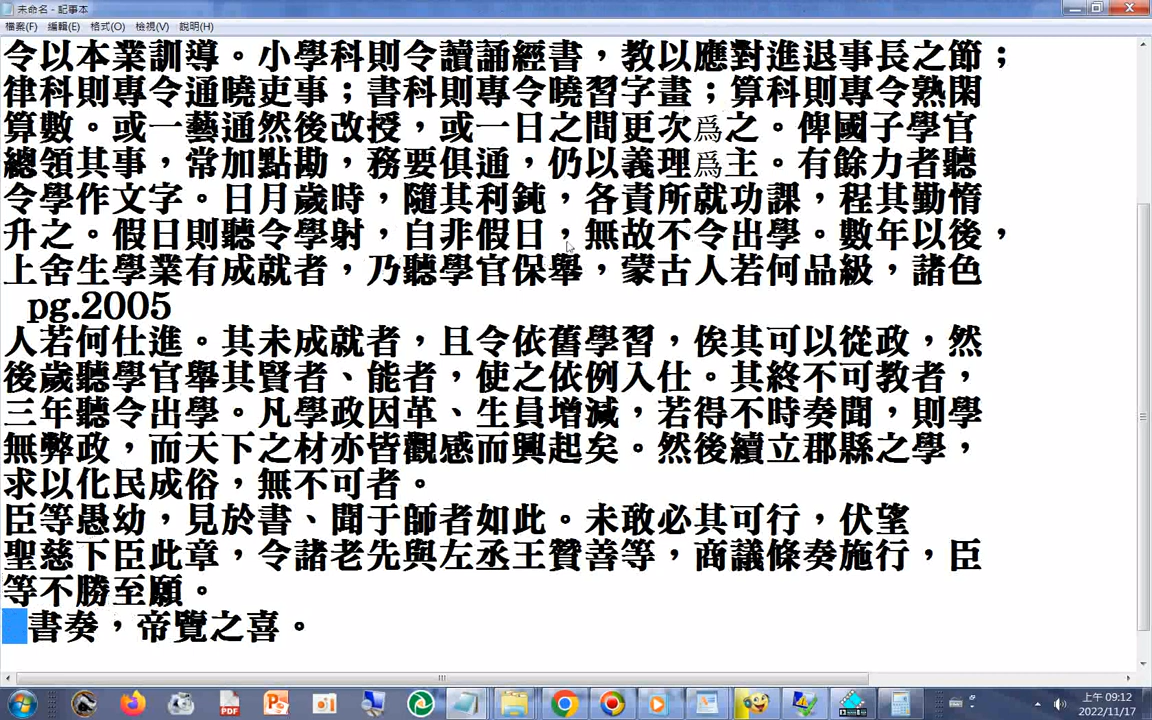 未命名 - 記事本
檔案(F) 編輯(E) 格式(O) 檢視(V) 說明(H)
令以本業訓導。小學科則令讀誦經書，教以應對進退事長之節；
律科則專令通曉吏事；書科則專令曉習字畫；算科則專令熟閑
算數。或一藝通然後改授，或一日之間更次爲之。俾國子學官
總領其事，常加點勘，務要俱通，仍以義理爲主。有餘力者聽
令學作文字。日月歲時，隨其利鈍，各責所就功課，程其勤惰
升之。假日則聽令學射，自非假日，無故不令出學。數年以後，
上舍生學業有成就者，乃聽學官保舉，蒙古人若何品級，諸色
pg.2005
人若何仕進。其未成就者，且令依舊學習，俟其可以從政，然
後歲聽學官舉其賢者、能者，使之依例入仕。其終不可教者，
三年聽令出學。凡學政因革、生員增減，若得不時奏聞，則學
無弊政，而天下之材亦皆觀感而興起矣。然後續立郡縣之學，
求以化民成俗，無不可者。
臣等愚幼，見於書、聞于師者如此。未敢必其可行，伏望
聖慈下臣此章，令諸老先與左丞王贊善等，商議條奏施行，臣
等不勝至願。
書奏，帝覽之喜。
上午 09:12
2022/11/17